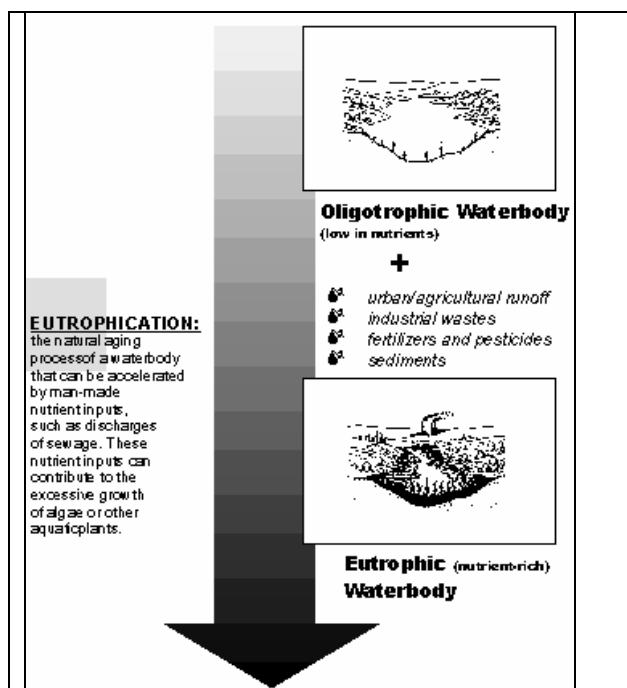 Oligotrophic Waterbody
(low in nutrients)
+
urban/agricultural runoff
industrial wastes
fertilizers and pesticides
sediments
EUTROPHICATION:
the natural aging
processof a waterbody
that can be accelerated
by man-made
nutrient inputs,
such as discharges
of sewage. These
nutrient inputs can
contribute to the
excessive growth
of algae or other
aquatic plants.
Eutrophic (nutrient-rich)
Waterbody